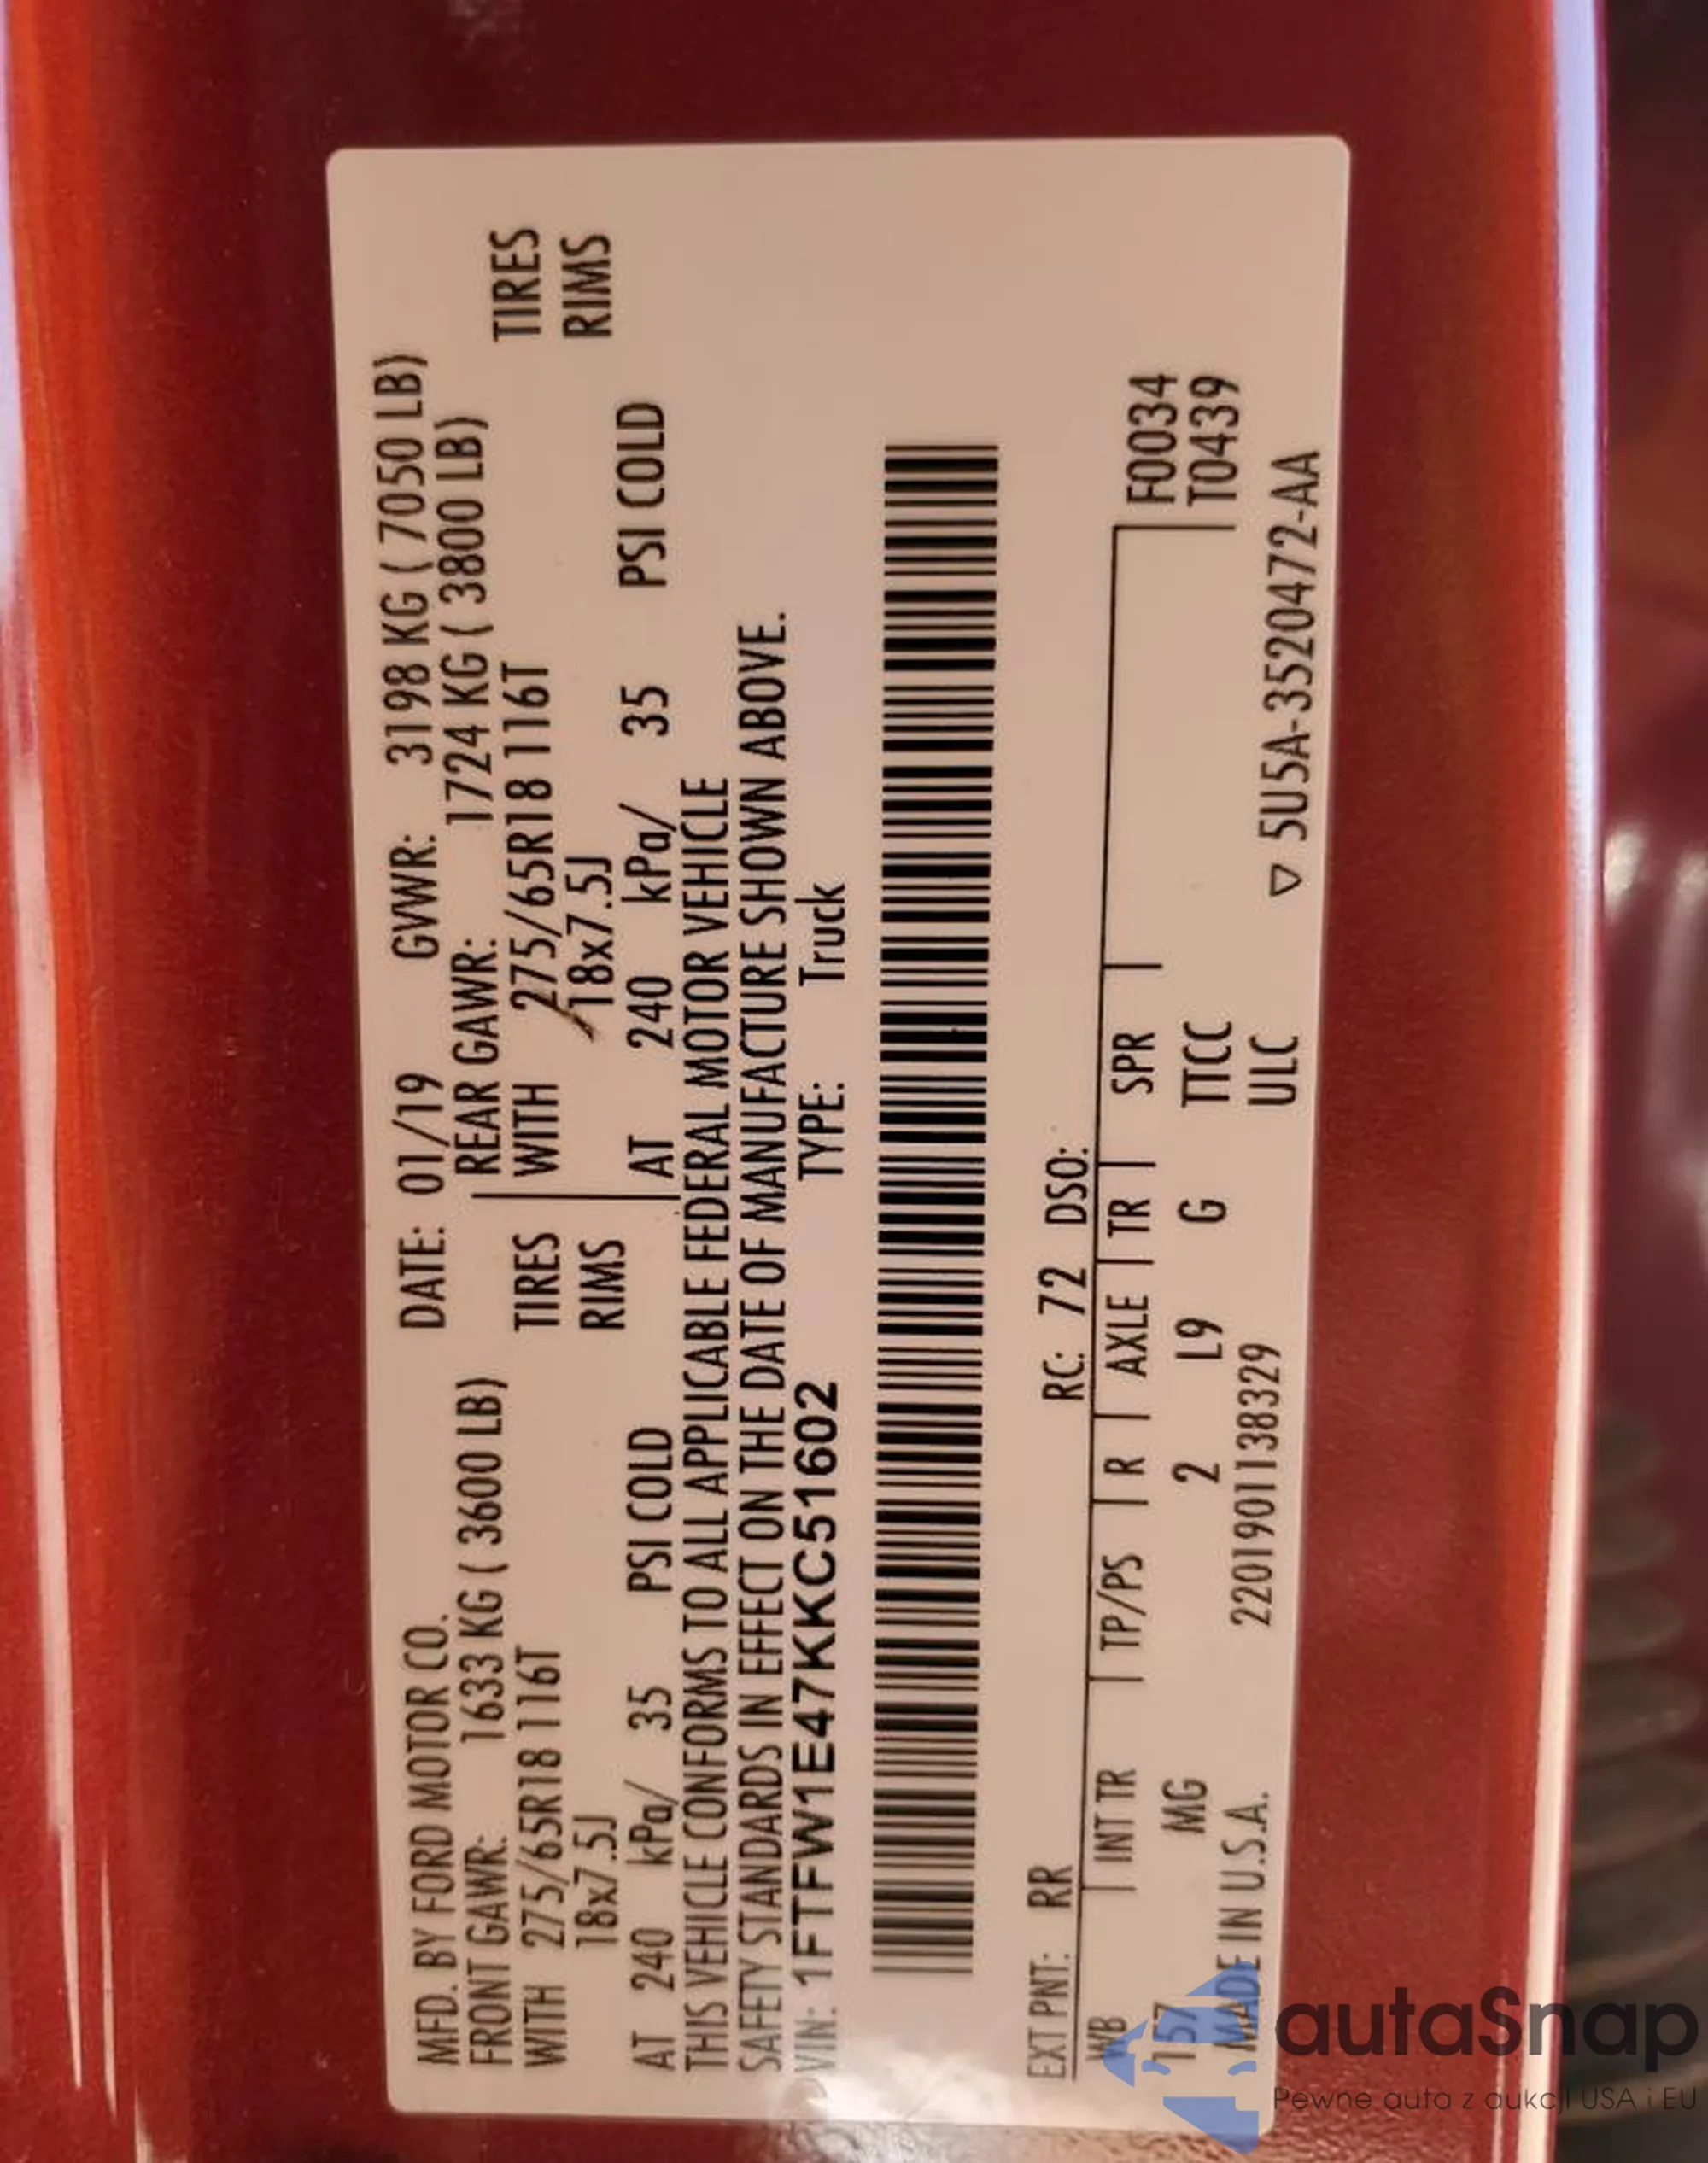 MFD. BY FORD MOTOR CO. DATE: 01/19 GVWR: 3198 KG ( 7050 LB)
FRONT GAWR: 1633 KG ( 3600 LB) REAR GAWR: 1724 KG ( 3800 LB)
WITH 275/65R18 116T TIRES WITH 275/65R18 116T TIRES
18x7.5J RIMS 18x7.5J RIMS
AT 240 kPa/ 35 PSI COLD AT 240 kPa/ 35 PSI COLD
THIS VEHICLE CONFORMS TO ALL APPLICABLE FEDERAL MOTOR VEHICLE
SAFETY STANDARDS IN EFFECT ON THE DATE OF MANUFACTURE SHOWN ABOVE.
VIN: 1FTFW1E47KKC51602 TYPE: Truck
EXT PNT: RR RC: 72 DSO:
WB INT TR TP/PS R AXLE TR SPR F0034
157 MG 2 L9 G TTCC T0439
MADE IN U.S.A. 2201901138329 ULC
▽ 5U5A-3520472-AA
autaSnap
Pewne auta z aukcji USA i EU